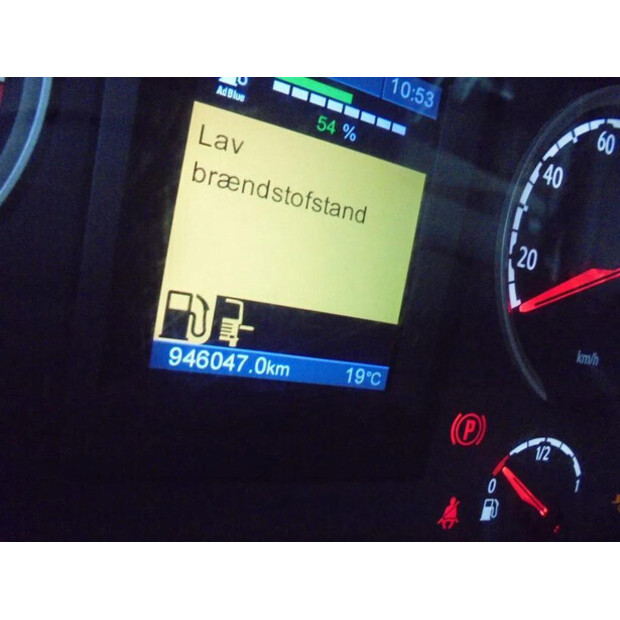 AdBlue
10:53
54 %
Lav
brændstofstand
946047.0km
19°C
60
40
20
km/h
P
1/2
0
1